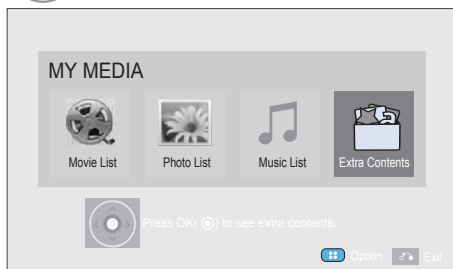 MY MEDIA
Movie List Photo List Music List Extra Contents
Press OK( ) to see extra contents.
Option Exit